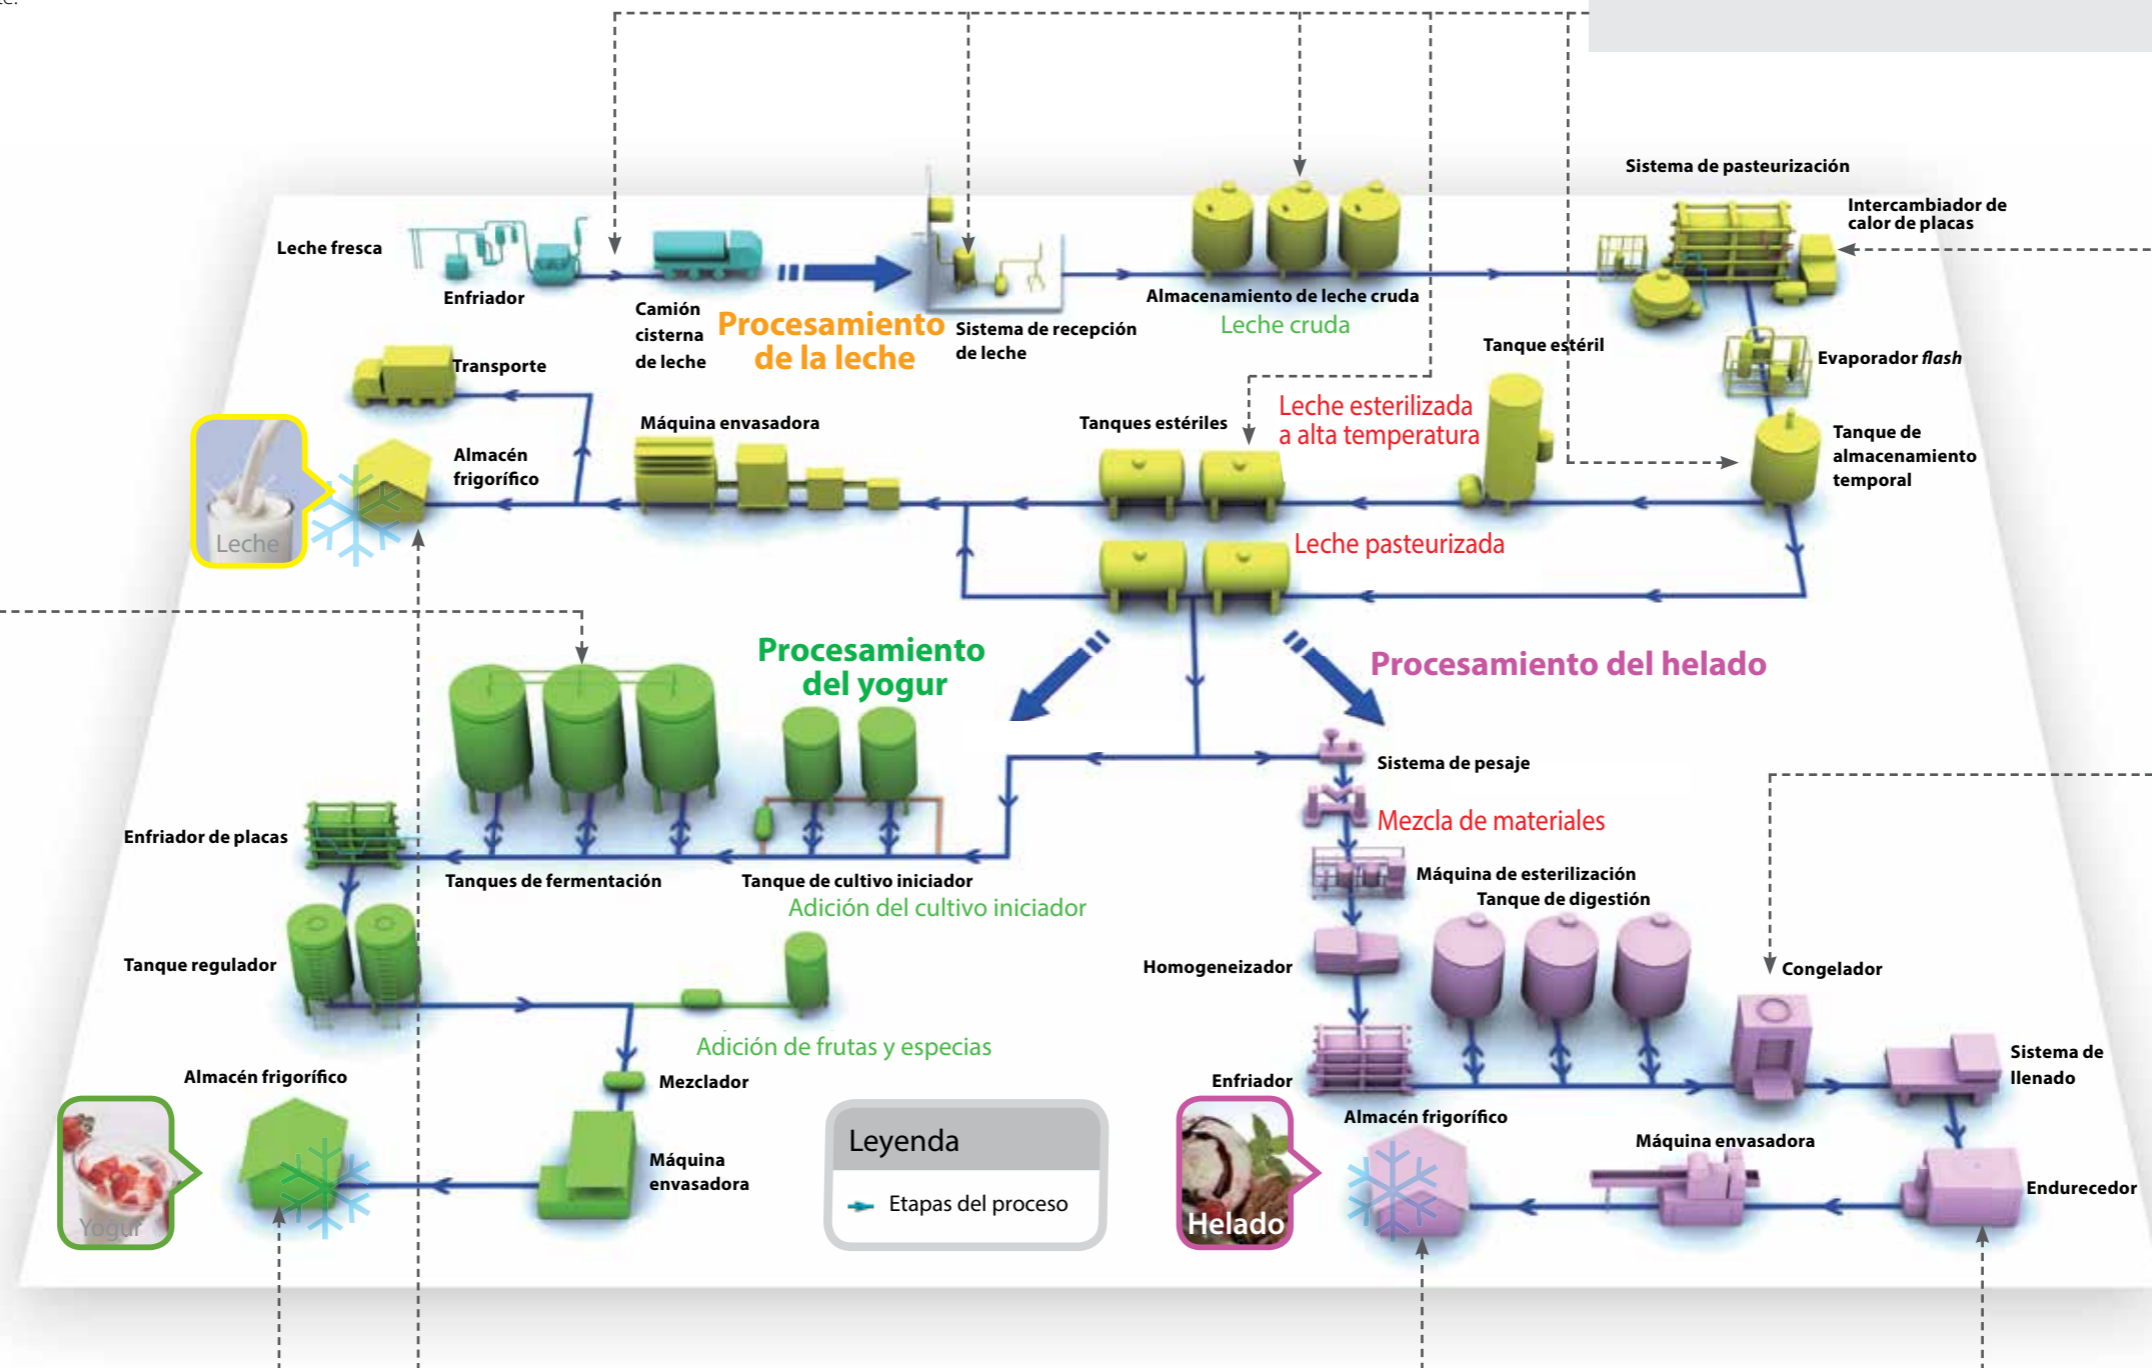 Sistema de pasteurización
Intercambiador de
calor de placas
Leche fresca
Enfriador
Camión
cisterna
de leche
Procesamiento
de la leche
Sistema de recepción
de leche
Almacenamiento de leche cruda
Leche cruda
Tanque estéril
Evaporador flash
Transporte
Máquina envasadora
Tanques estériles
Leche esterilizada
a alta temperatura
Tanque de
almacenamiento
temporal
Almacén
frigorífico
Leche
Leche pasteurizada
Procesamiento
del yogur
Procesamiento del helado
Sistema de pesaje
Mezcla de materiales
Enfriador de placas
Tanques de fermentación
Tanque de cultivo iniciador
Adición del cultivo iniciador
Máquina de esterilización
Tanque de digestión
Tanque regulador
Homogeneizador
Congelador
Adición de frutas y especias
Mezclador
Almacén frigorífico
Enfriador
Sistema de
llenado
Almacén frigorífico
Máquina envasadora
Leyenda
Etapas del proceso
Máquina
envasadora
Endurecedor
Yogur
Helado